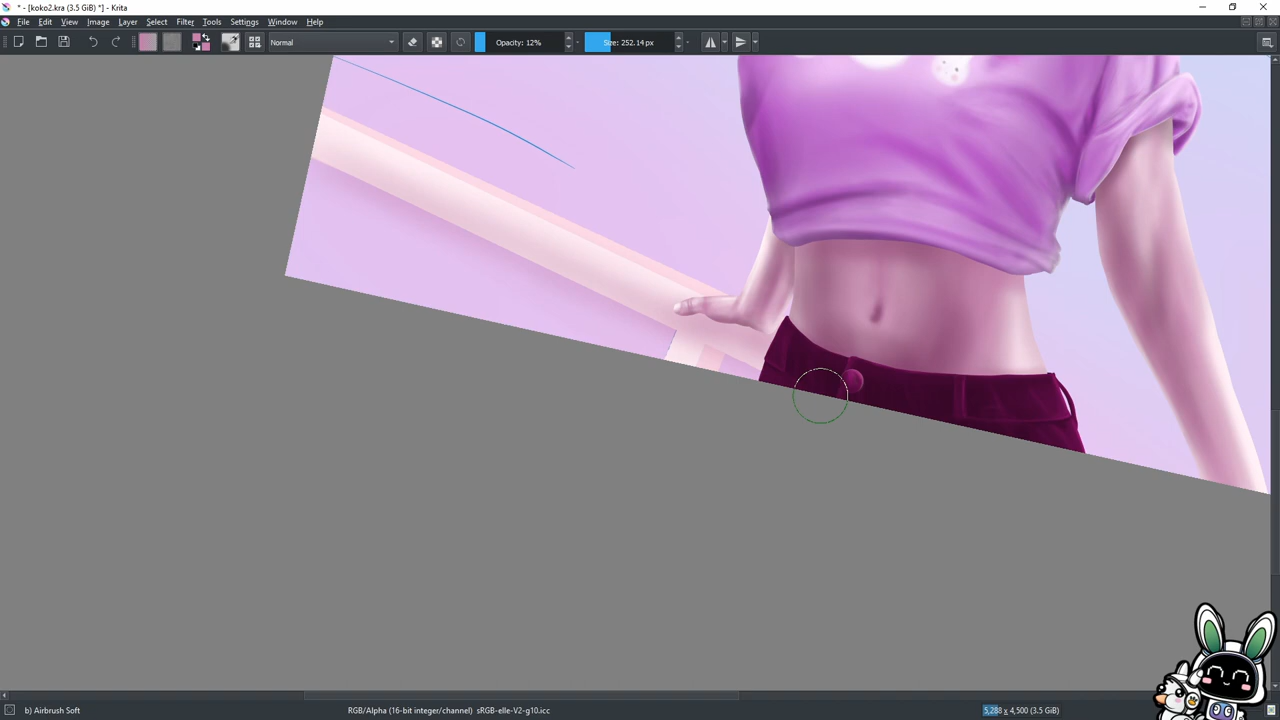 * - [koko2.kra (3.5 GiB) *] - Krita
File Edit View Image Layer Select Filter Tools Settings Window Help
Normal Opacity: 12% Size: 252.14 px
b) Airbrush Soft RGB/Alpha (16-bit integer/channel) sRGB-elle-V2-g10.icc 5,288 x 4,500 (3.5 GiB)